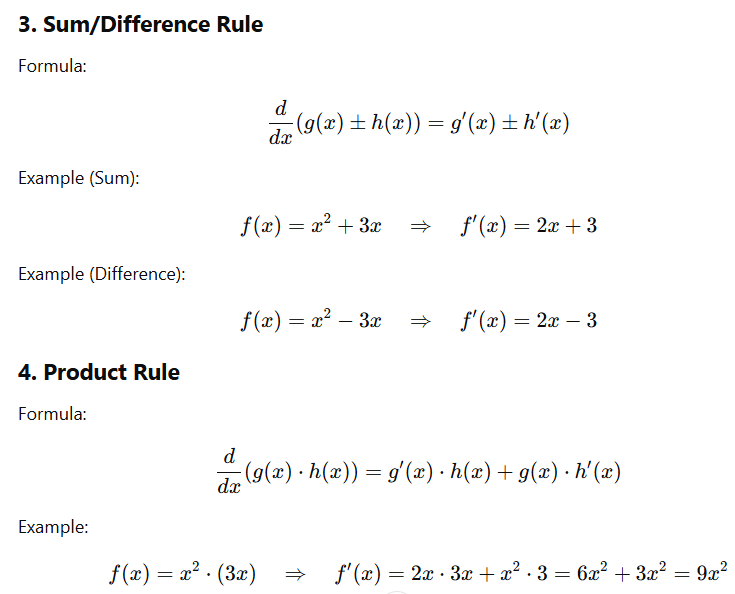 3. Sum/Difference Rule
Formula:
d/dx (g(x) ± h(x)) = g′(x) ± h′(x)
Example (Sum):
f(x) = x² + 3x ⇒ f′(x) = 2x + 3
Example (Difference):
f(x) = x² − 3x ⇒ f′(x) = 2x − 3
4. Product Rule
Formula:
d/dx (g(x) · h(x)) = g′(x) · h(x) + g(x) · h′(x)
Example:
f(x) = x² · (3x) ⇒ f′(x) = 2x · 3x + x² · 3 = 6x² + 3x² = 9x²